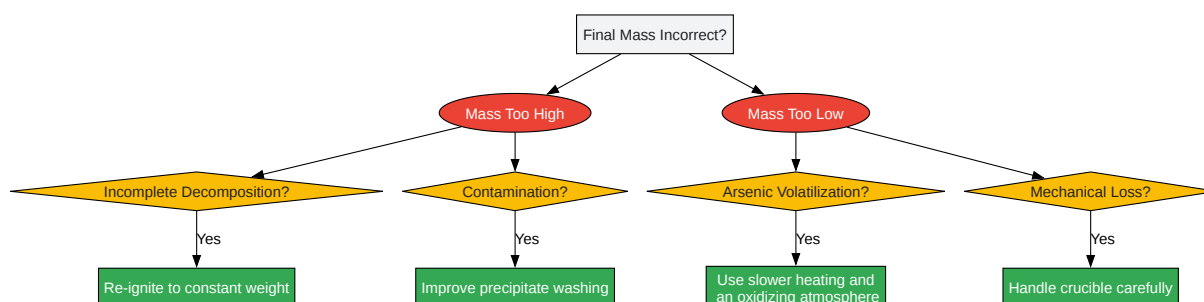 Final Mass Incorrect?
Mass Too High
Mass Too Low
Incomplete Decomposition?
Contamination?
Arsenic Volatilization?
Mechanical Loss?
Yes
Yes
Yes
Yes
Re-ignite to constant weight
Improve precipitate washing
Use slower heating and
an oxidizing atmosphere
Handle crucible carefully